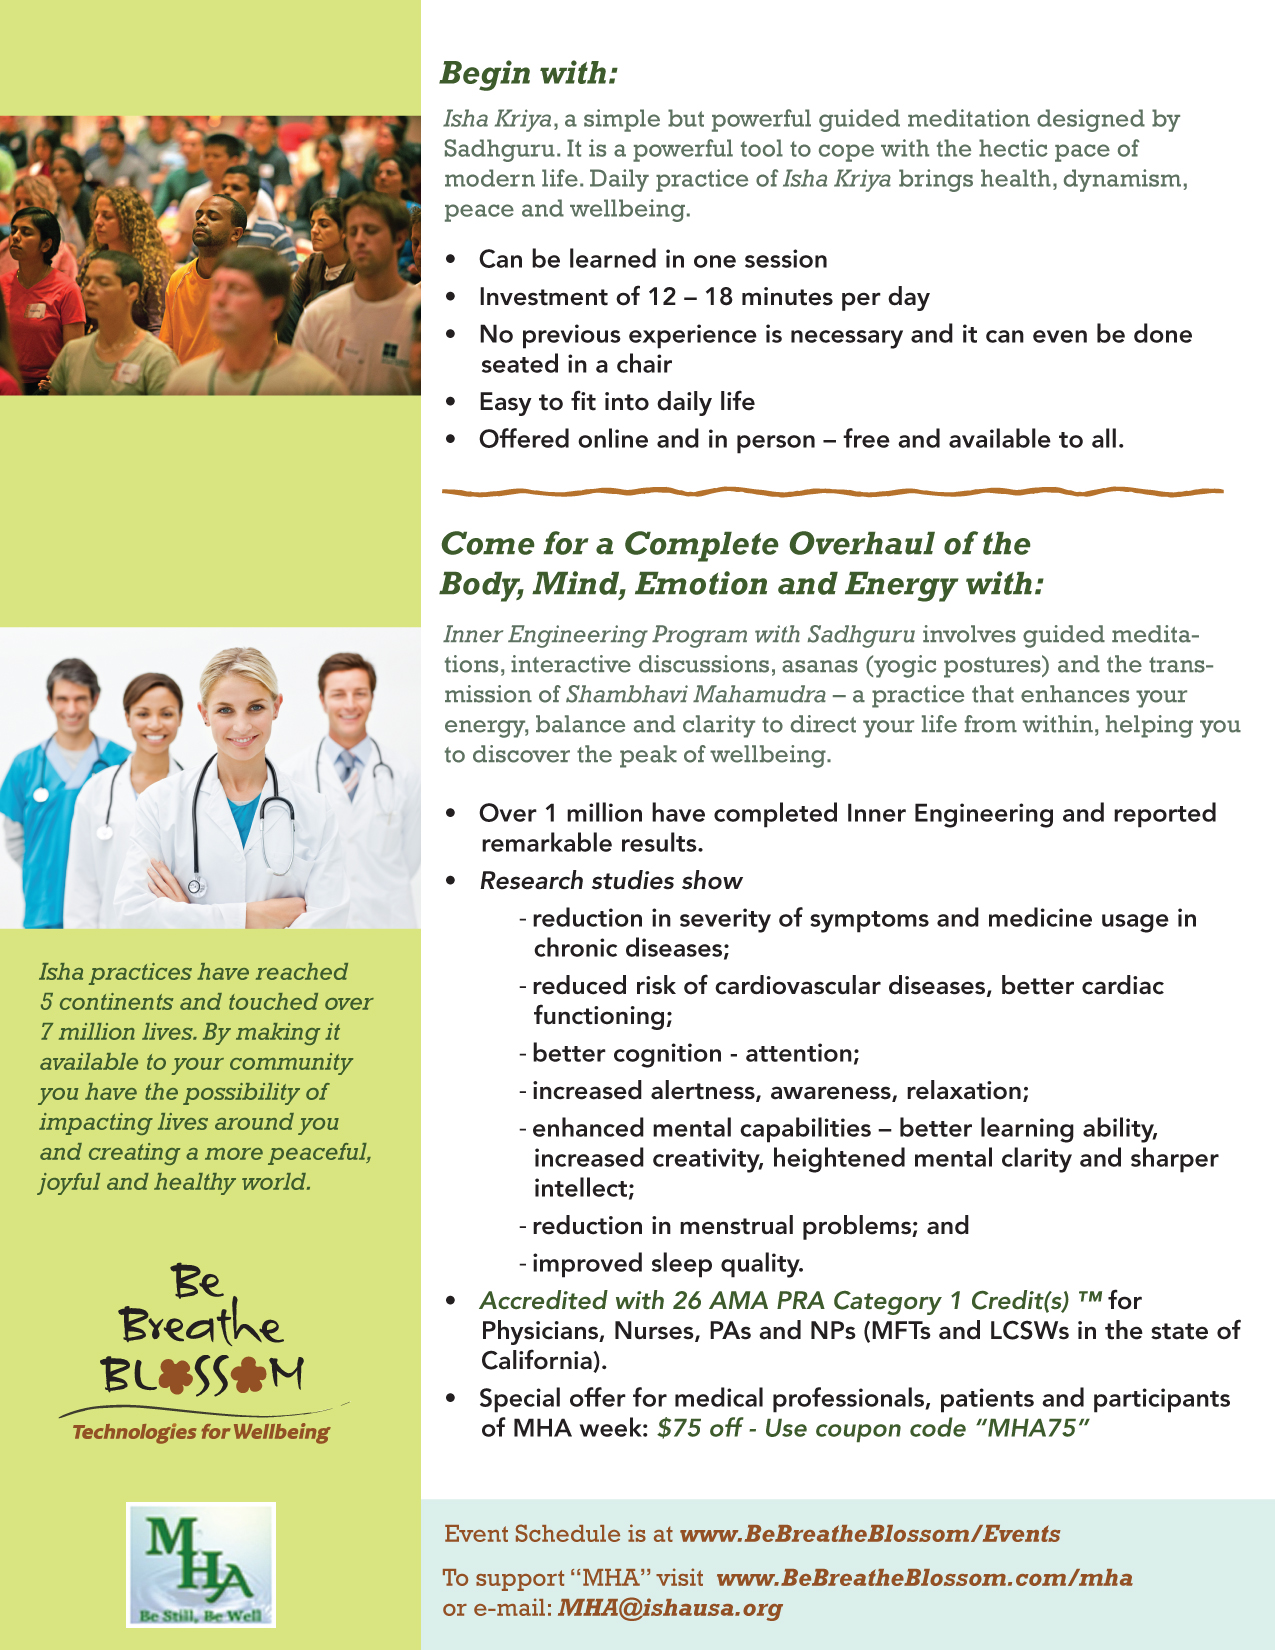 Begin with:
Isha Kriya, a simple but powerful guided meditation designed by
Sadhguru. It is a powerful tool to cope with the hectic pace of
modern life. Daily practice of Isha Kriya brings health, dynamism,
peace and wellbeing.
• Can be learned in one session
• Investment of 12 – 18 minutes per day
• No previous experience is necessary and it can even be done
seated in a chair
• Easy to fit into daily life
• Offered online and in person – free and available to all.
Come for a Complete Overhaul of the
Body, Mind, Emotion and Energy with:
Inner Engineering Program with Sadhguru involves guided medita-
tions, interactive discussions, asanas (yogic postures) and the trans-
mission of Shambhavi Mahamudra – a practice that enhances your
energy, balance and clarity to direct your life from within, helping you
to discover the peak of wellbeing.
• Over 1 million have completed Inner Engineering and reported
remarkable results.
• Research studies show
- reduction in severity of symptoms and medicine usage in
chronic diseases;
- reduced risk of cardiovascular diseases, better cardiac
functioning;
- better cognition - attention;
- increased alertness, awareness, relaxation;
- enhanced mental capabilities – better learning ability,
increased creativity, heightened mental clarity and sharper
intellect;
- reduction in menstrual problems; and
- improved sleep quality.
• Accredited with 26 AMA PRA Category 1 Credit(s) ™ for
Physicians, Nurses, PAs and NPs (MFTs and LCSWs in the state of
California).
• Special offer for medical professionals, patients and participants
of MHA week: $75 off - Use coupon code “MHA75”
Isha practices have reached
5 continents and touched over
7 million lives. By making it
available to your community
you have the possibility of
impacting lives around you
and creating a more peaceful,
joyful and healthy world.
Be
Breathe
BLOSSOM
Technologies for Wellbeing
MHA
Be Still, Be Well
Event Schedule is at www.BeBreatheBlossom/Events
To support “MHA” visit www.BeBreatheBlossom.com/mha
or e-mail: MHA@ishausa.org